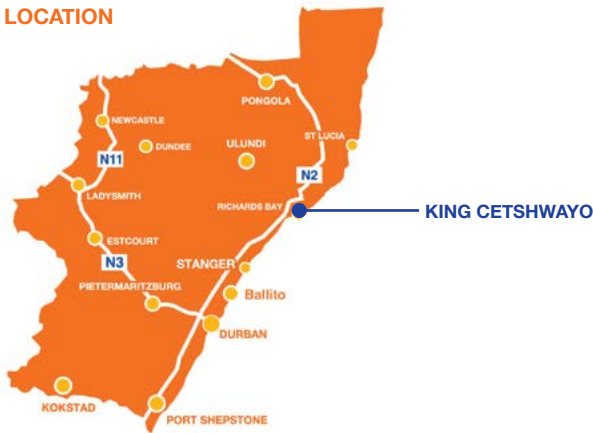 LOCATION
PONGOLA
NEWCASTLE
DUNDEE
ULUNDI
ST LUCIA
N11
N2
LADYSMITH
RICHARDS BAY
KING CETSHWAYO
ESTCOURT
N3
STANGER
PIETERMARITZBURG
Ballito
DURBAN
KOKSTAD
PORT SHEPSTONE